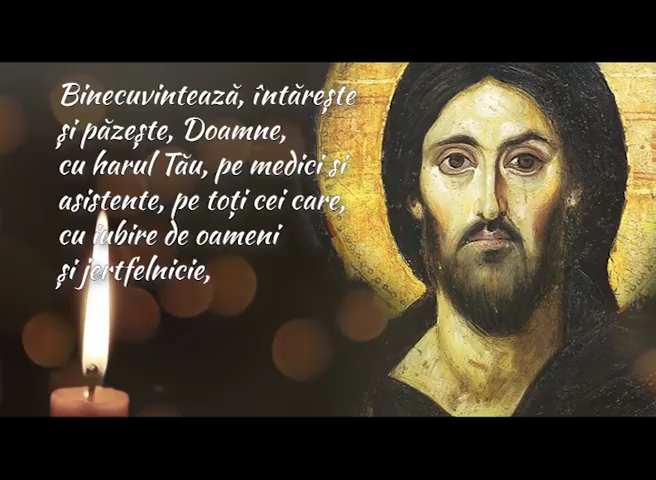 Binecuvintează, întărește
și păzește, Doamne,
cu harul Tău, pe medici și
asistente, pe toți cei care,
cu iubire de oameni
și jertfelnicie,